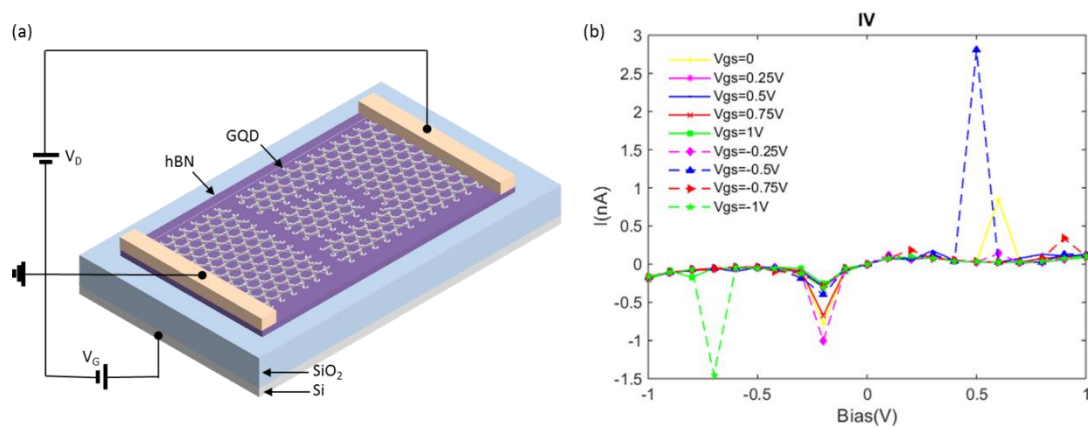 (a)
GQD
hBN
VD
VG
SiO2
Si
(b)
IV
3
2.5
2
1.5
1
0.5
0
-0.5
-1
-1.5
I(nA)
Vgs=0
Vgs=0.25V
Vgs=0.5V
Vgs=0.75V
Vgs=1V
Vgs=-0.25V
Vgs=-0.5V
Vgs=-0.75V
Vgs=-1V
-1 -0.5 0 0.5 1
Bias(V)